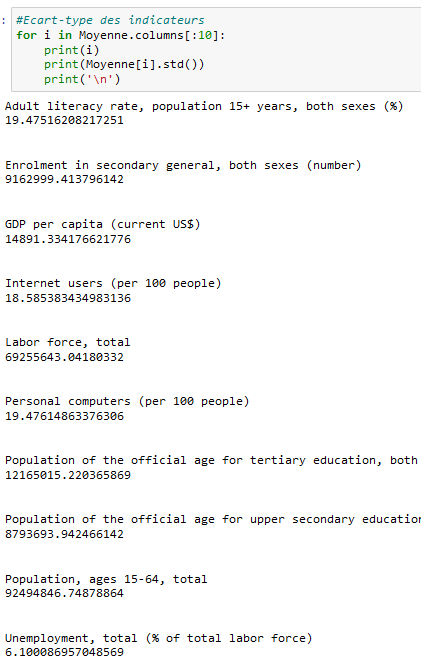 #Ecart-type des indicateurs
for i in Moyenne.columns[:10]:
    print(i)
    print(Moyenne[i].std())
    print('\n')
Adult literacy rate, population 15+ years, both sexes (%)
19.47516208217251
Enrolment in secondary general, both sexes (number)
9162999.413796142
GDP per capita (current US$)
14891.334176621776
Internet users (per 100 people)
18.585383434983136
Labor force, total
69255643.04180332
Personal computers (per 100 people)
19.47614863376306
Population of the official age for tertiary education, both
12165015.220365869
Population of the official age for upper secondary education
8793693.942466142
Population, ages 15-64, total
92494846.74878864
Unemployment, total (% of total labor force)
6.100086957048569